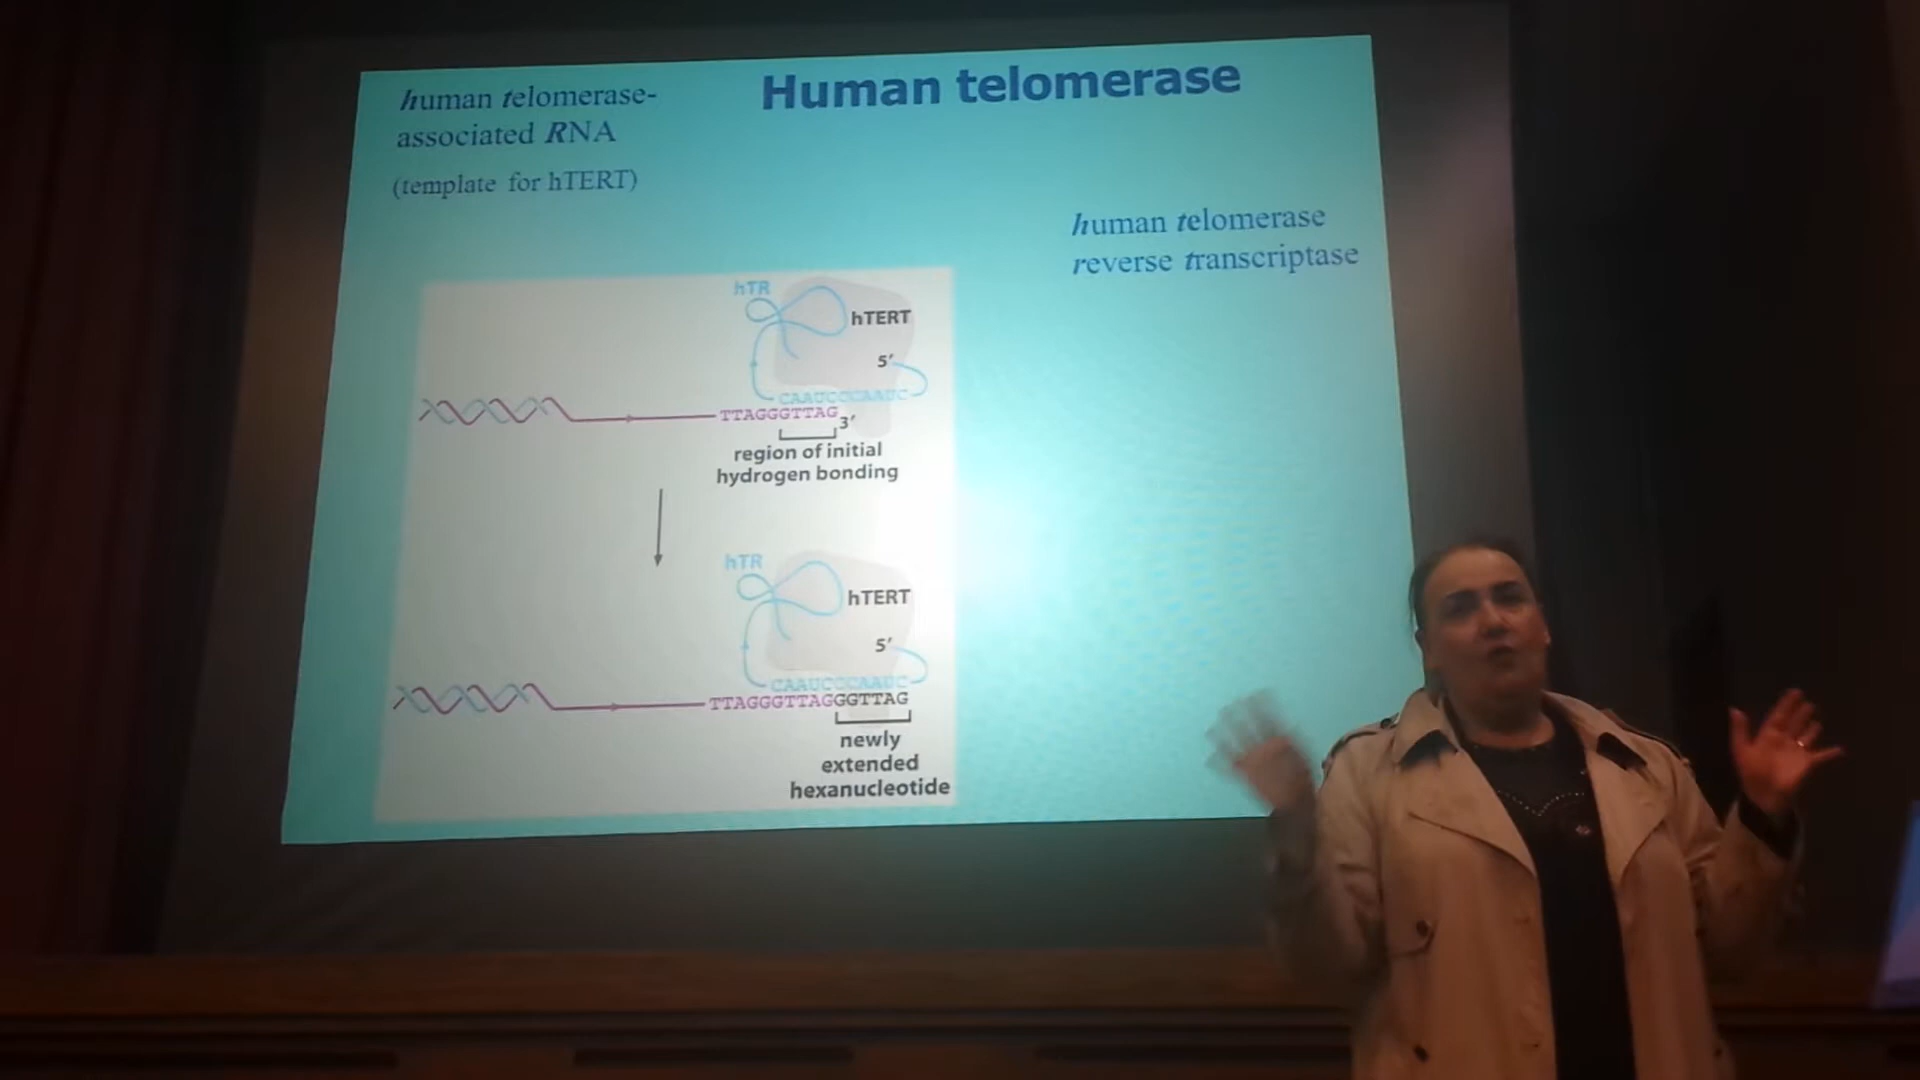 Human telomerase
human telomerase-
associated RNA
(template for hTERT)
human telomerase
reverse transcriptase
hTR
hTERT
5′
CAAUCCCAAUC
TTAGGGTTAG
3′
region of initial
hydrogen bonding
hTR
hTERT
5′
CAAUCCCAAUC
TTAGGGTTAGGGTTAG
newly
extended
hexanucleotide